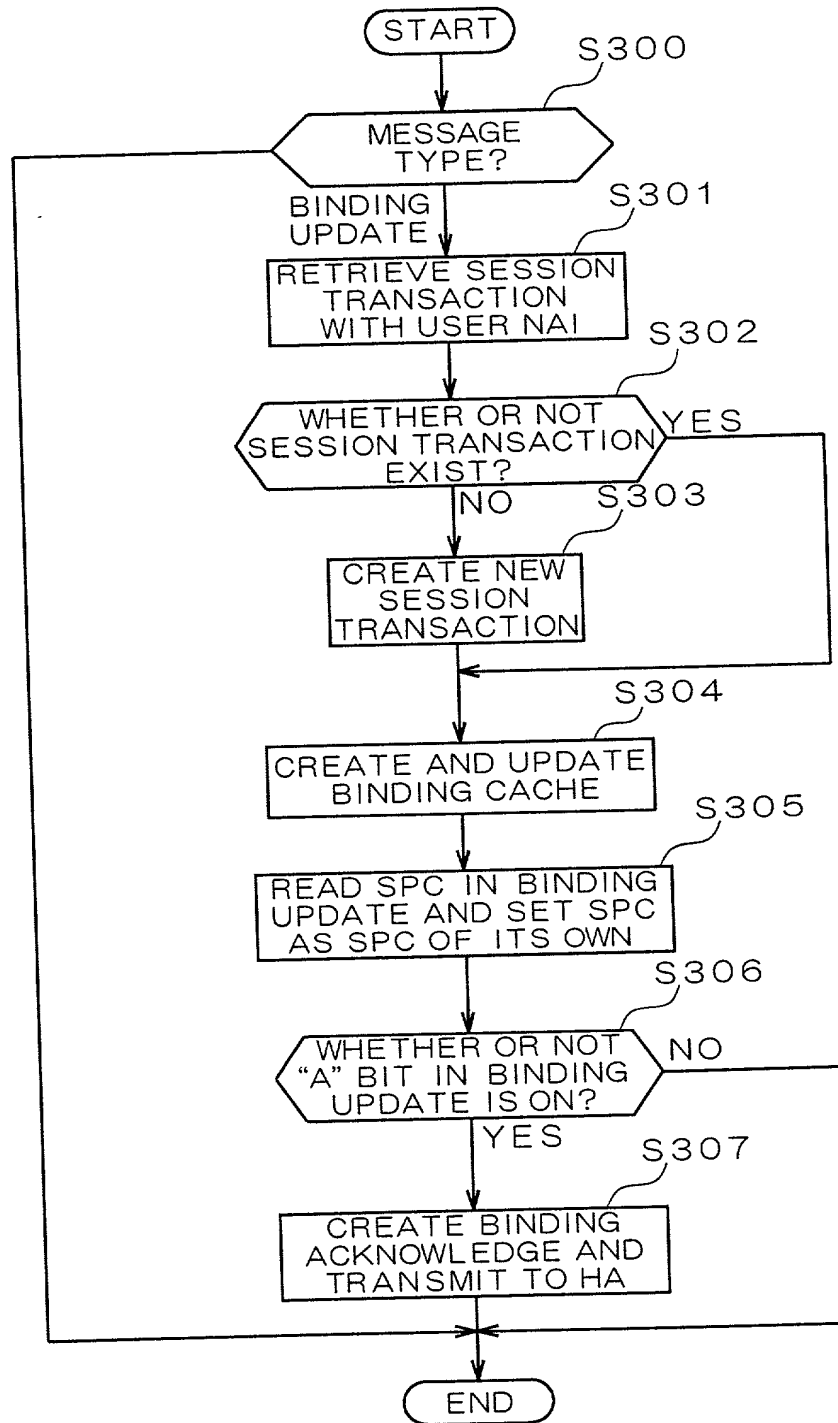 START
S300
MESSAGE
TYPE?
BINDING
UPDATE
S301
RETRIEVE SESSION
TRANSACTION
WITH USER NAI
S302
WHETHER OR NOT
SESSION TRANSACTION
EXIST?
YES
NO
S303
CREATE NEW
SESSION
TRANSACTION
S304
CREATE AND UPDATE
BINDING CACHE
S305
READ SPC IN BINDING
UPDATE AND SET SPC
AS SPC OF ITS OWN
S306
WHETHER OR NOT
“A” BIT IN BINDING
UPDATE IS ON?
NO
YES
S307
CREATE BINDING
ACKNOWLEDGE AND
TRANSMIT TO HA
END